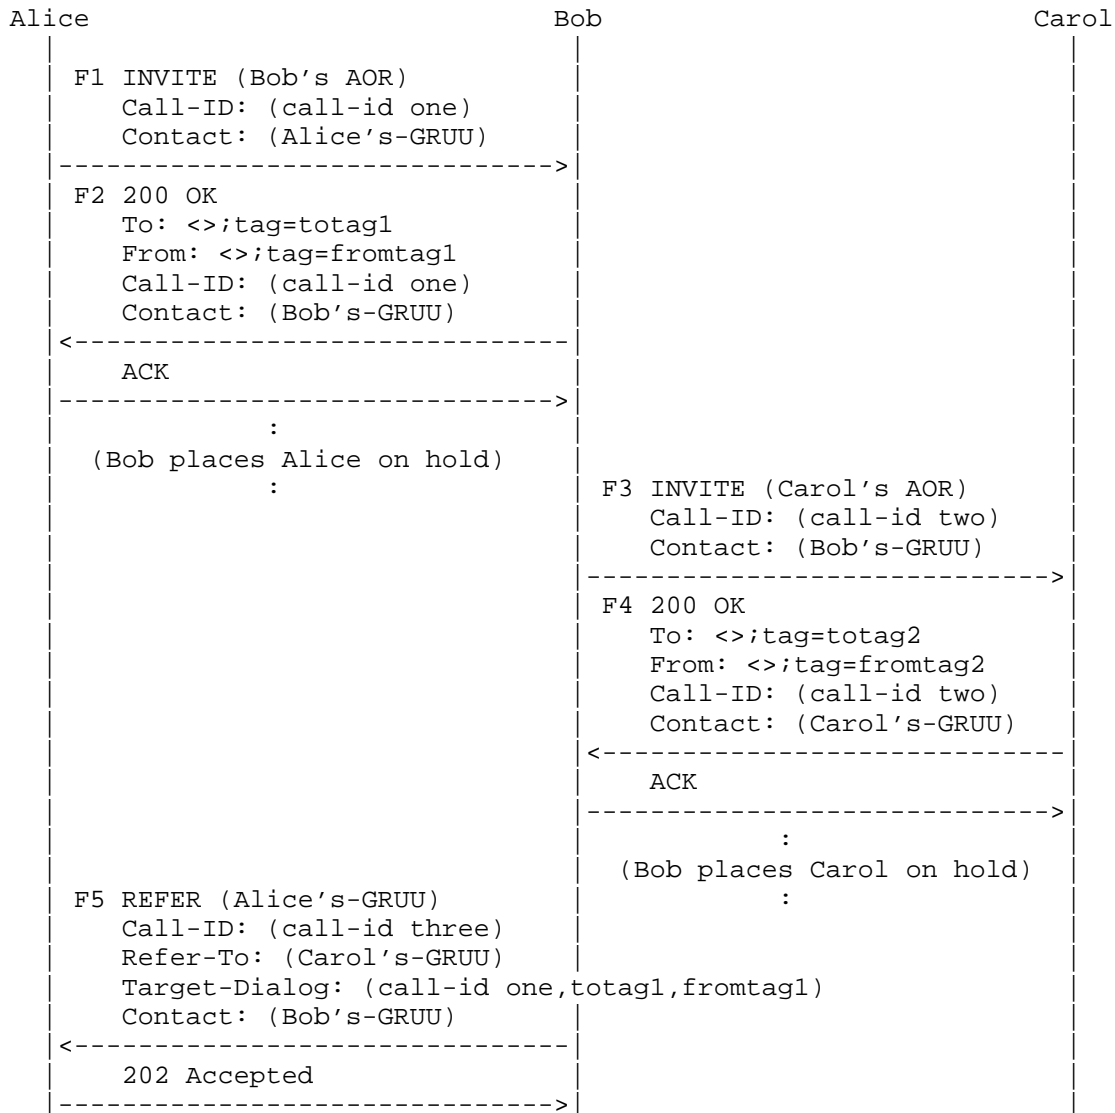 Alice Bob Carol
F1 INVITE (Bob's AOR)
Call-ID: (call-id one)
Contact: (Alice's-GRUU)
F2 200 OK
To: <>;tag=totag1
From: <>;tag=fromtag1
Call-ID: (call-id one)
Contact: (Bob's-GRUU)
ACK
:
(Bob places Alice on hold)
: F3 INVITE (Carol's AOR)
Call-ID: (call-id two)
Contact: (Bob's-GRUU)
F4 200 OK
To: <>;tag=totag2
From: <>;tag=fromtag2
Call-ID: (call-id two)
Contact: (Carol's-GRUU)
ACK
:
(Bob places Carol on hold)
F5 REFER (Alice's-GRUU) :
Call-ID: (call-id three)
Refer-To: (Carol's-GRUU)
Target-Dialog: (call-id one,totag1,fromtag1)
Contact: (Bob's-GRUU)
202 Accepted